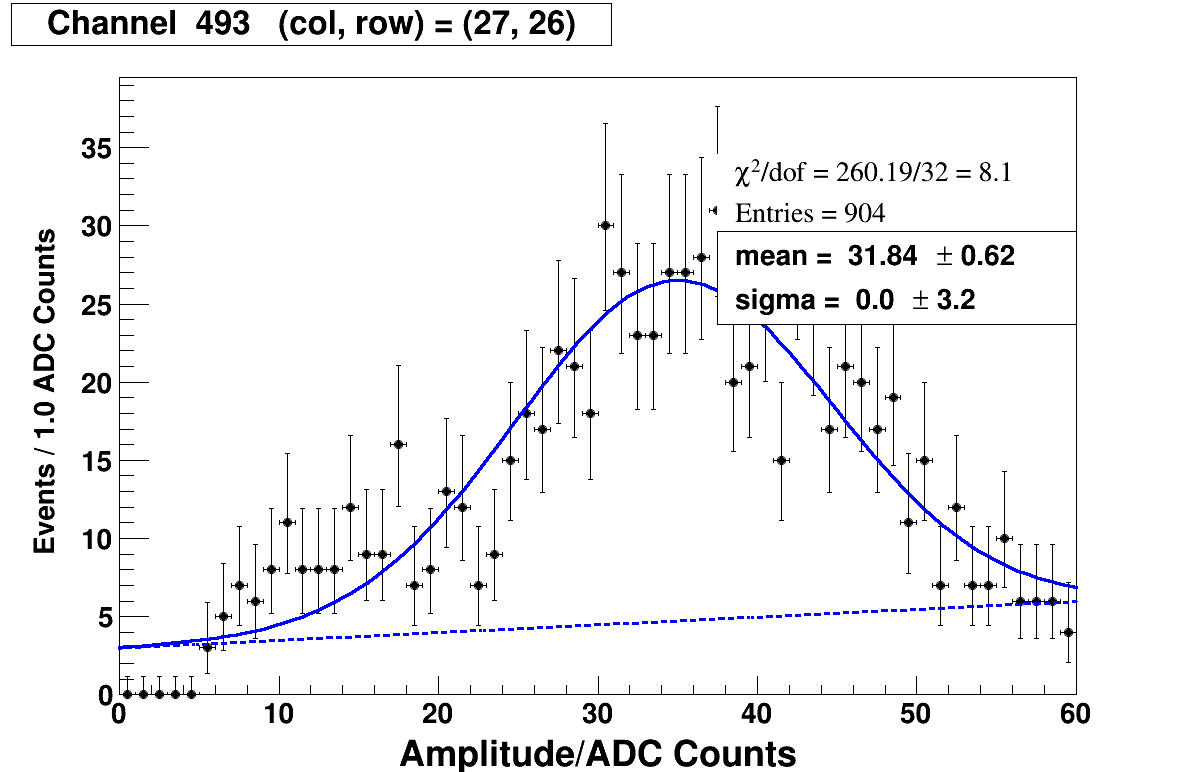 Channel 493 (col, row) = (27, 26)
χ²/dof = 260.19/32 = 8.1
Entries = 904
mean = 31.84 ± 0.62
sigma = 0.0 ± 3.2
Events / 1.0 ADC Counts
35
30
25
20
15
10
5
0
0 10 20 30 40 50 60
Amplitude/ADC Counts